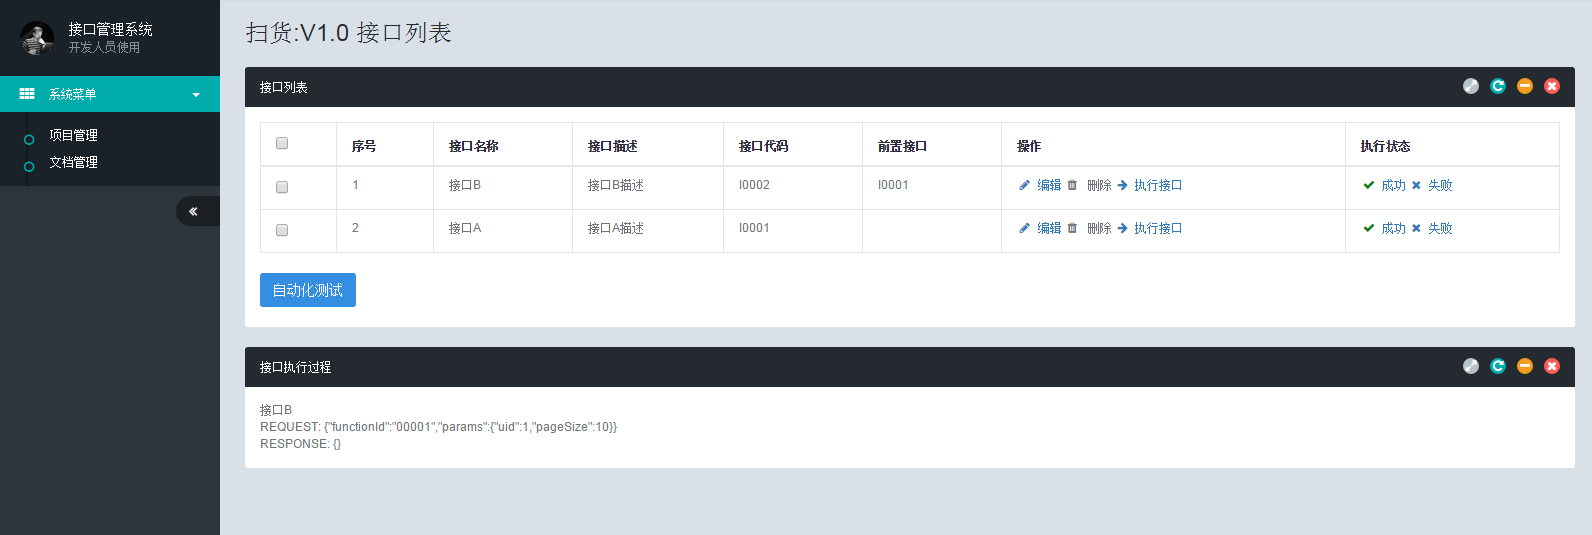 接口管理系统
开发人员使用
系统菜单
项目管理
文档管理
扫货:V1.0 接口列表
接口列表
序号 接口名称 接口描述 接口代码 前置接口 操作 执行状态
1 接口B 接口B描述 I0002 I0001 编辑 删除 执行接口 成功 失败
2 接口A 接口A描述 I0001 编辑 删除 执行接口 成功 失败
自动化测试
接口执行过程
接口B
REQUEST: {"functionId":"00001","params":{"uid":1,"pageSize":10}}
RESPONSE: {}